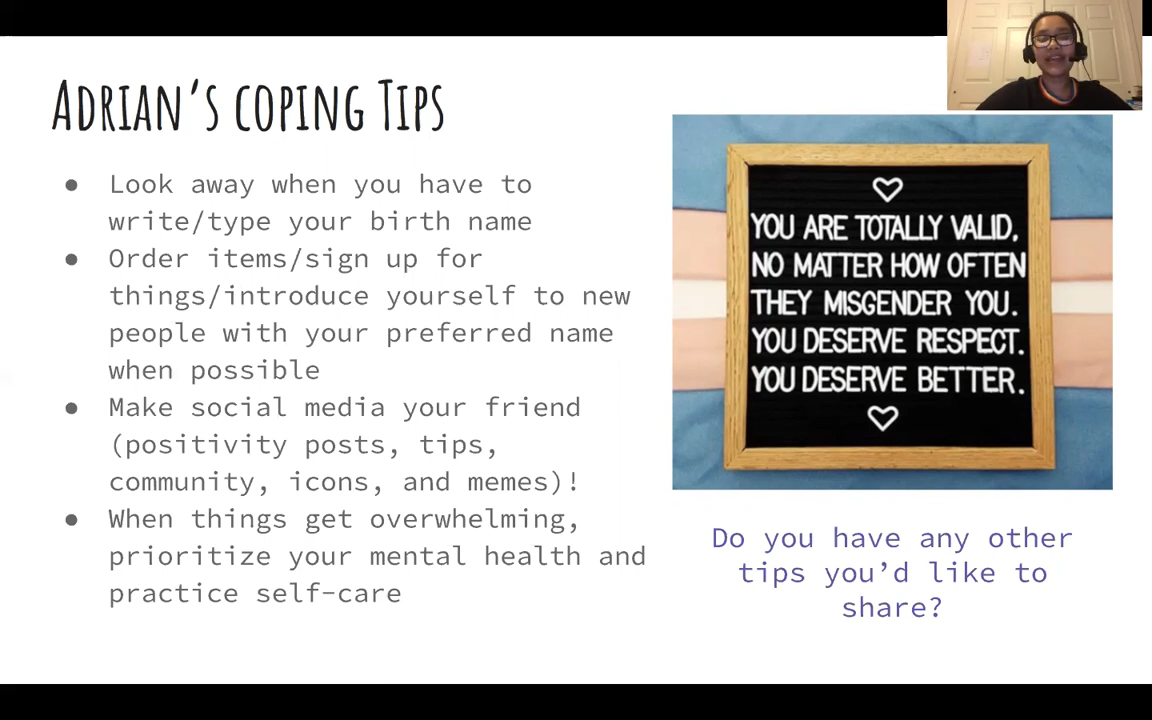 Adrian's coping Tips
● Look away when you have to
write/type your birth name
● Order items/sign up for
things/introduce yourself to new
people with your preferred name
when possible
● Make social media your friend
(positivity posts, tips,
community, icons, and memes)!
● When things get overwhelming,
prioritize your mental health and
practice self-care
YOU ARE TOTALLY VALID,
NO MATTER HOW OFTEN
THEY MISGENDER YOU.
YOU DESERVE RESPECT.
YOU DESERVE BETTER.
Do you have any other
tips you'd like to
share?